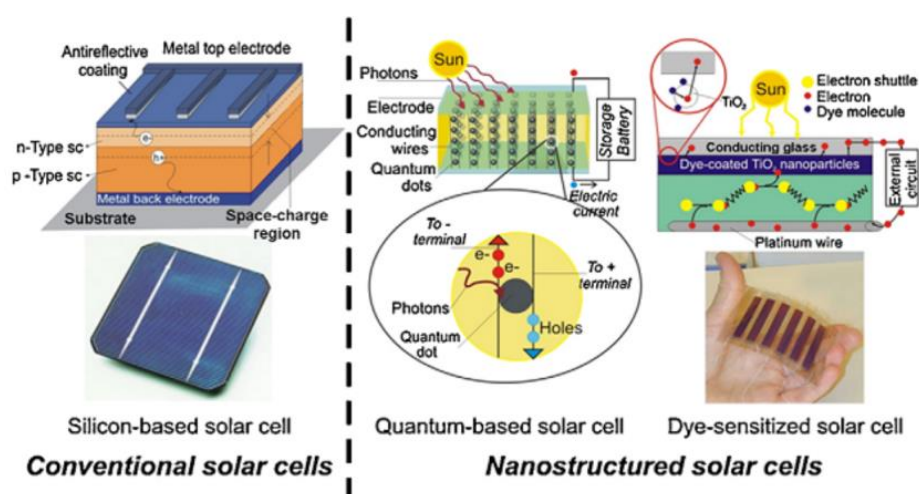 Antireflective
coating
Metal top electrode
e-
h+
n-Type sc
p -Type sc
Metal back electrode
Substrate
Space-charge
region
Silicon-based solar cell
Conventional solar cells
Sun
Photons
Electrode
Conducting
wires
Quantum
dots
Storage
Battery
Electric
current
To -
terminal
e-
e-
To +
terminal
Photons
Quantum
dot
Holes
Quantum-based solar cell
TiO₂
Sun
Electron shuttle
Electron
Dye molecule
Conducting glass
Dye-coated TiO₂ nanoparticles
External
circuit
Platinum wire
Dye-sensitized solar cell
Nanostructured solar cells